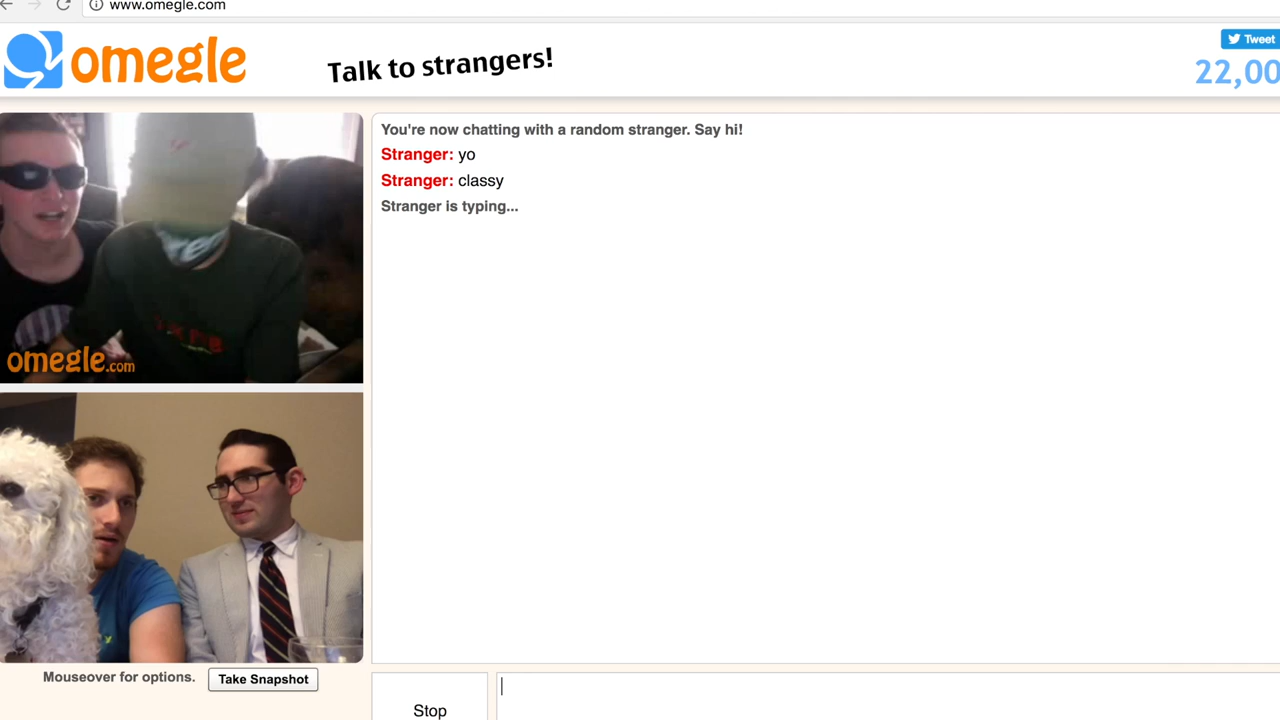 www.omegle.com
omegle
Talk to strangers!
Tweet
22,00
You're now chatting with a random stranger. Say hi!
Stranger: yo
Stranger: classy
Stranger is typing...
omegle.com
Mouseover for options.
Take Snapshot
Stop